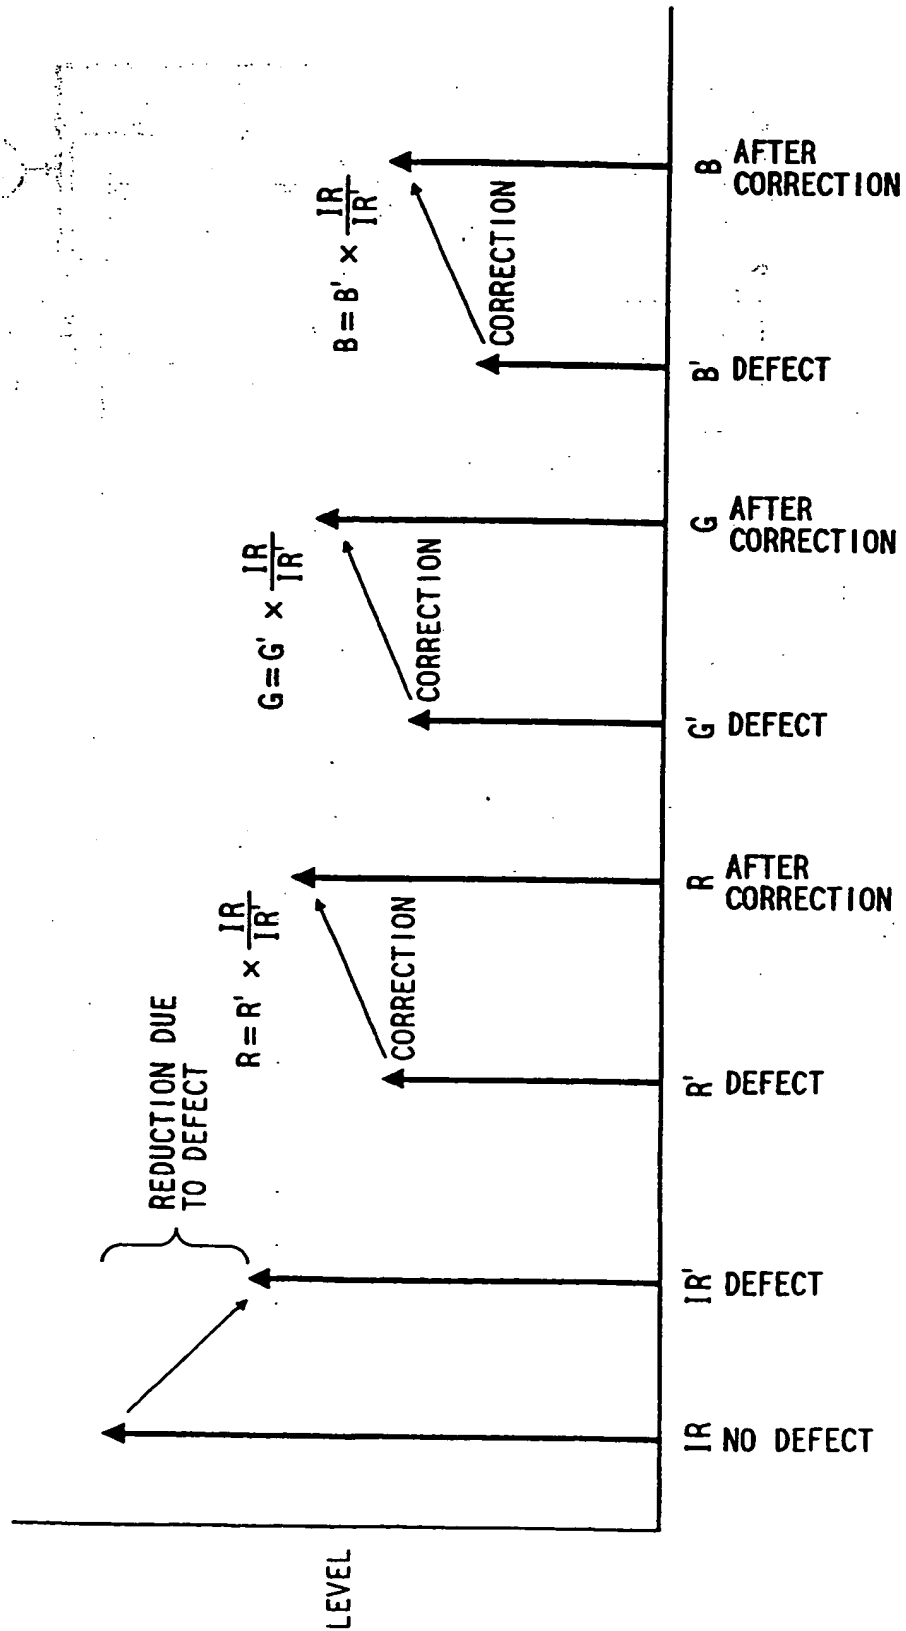 LEVEL
REDUCTION DUE
TO DEFECT
R = R' × IR/IR'
CORRECTION
G = G' × IR/IR'
CORRECTION
B = B' × IR/IR'
CORRECTION
IR
NO DEFECT
IR'
DEFECT
R'
DEFECT
R
AFTER
CORRECTION
G'
DEFECT
G
AFTER
CORRECTION
B'
DEFECT
B
AFTER
CORRECTION